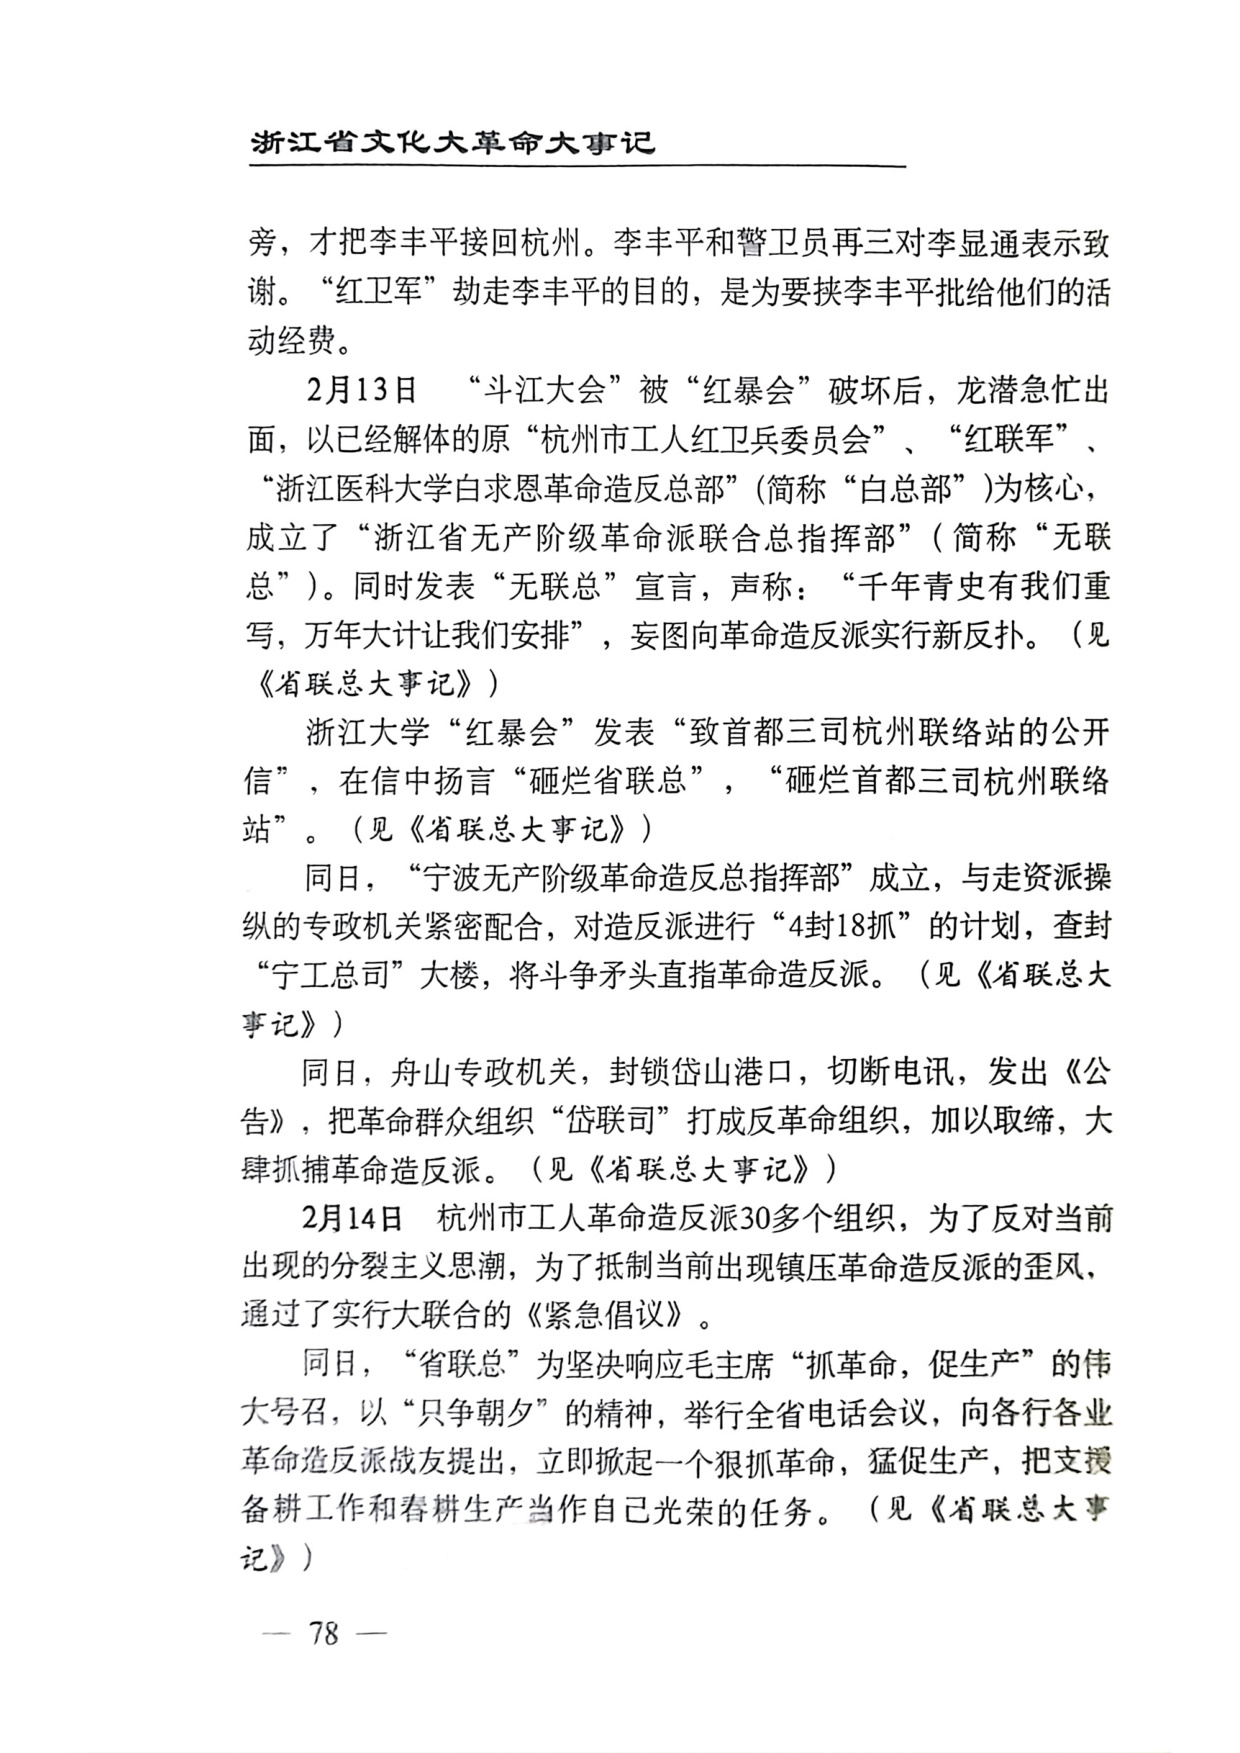 浙江省文化大革命大事记
旁，才把李丰平接回杭州。李丰平和警卫员再三对李显通表示致
谢。“红卫军”劫走李丰平的目的，是为要挟李丰平批给他们的活
动经费。
2月13日　“斗江大会”被“红暴会”破坏后，龙潜急忙出
面，以已经解体的原“杭州市工人红卫兵委员会”、“红联军”、
“浙江医科大学白求恩革命造反总部”(简称“白总部”)为核心，
成立了“浙江省无产阶级革命派联合总指挥部”（简称“无联
总”）。同时发表“无联总”宣言，声称：“千年青史有我们重
写，万年大计让我们安排”，妄图向革命造反派实行新反扑。（见
《省联总大事记》）
浙江大学“红暴会”发表“致首都三司杭州联络站的公开
信”，在信中扬言“砸烂省联总”，“砸烂首都三司杭州联络
站”。（见《省联总大事记》）
同日，“宁波无产阶级革命造反总指挥部”成立，与走资派操
纵的专政机关紧密配合，对造反派进行“4封18抓”的计划，查封
“宁工总司”大楼，将斗争矛头直指革命造反派。（见《省联总大
事记》）
同日，舟山专政机关，封锁岱山港口，切断电讯，发出《公
告》，把革命群众组织“岱联司”打成反革命组织，加以取缔，大
肆抓捕革命造反派。（见《省联总大事记》）
2月14日　杭州市工人革命造反派30多个组织，为了反对当前
出现的分裂主义思潮，为了抵制当前出现镇压革命造反派的歪风，
通过了实行大联合的《紧急倡议》。
同日，“省联总”为坚决响应毛主席“抓革命，促生产”的伟
大号召，以“只争朝夕”的精神，举行全省电话会议，向各行各业
革命造反派战友提出，立即掀起一个狠抓革命，猛促生产，把支援
备耕工作和春耕生产当作自己光荣的任务。（见《省联总大事
记》）
— 78 —